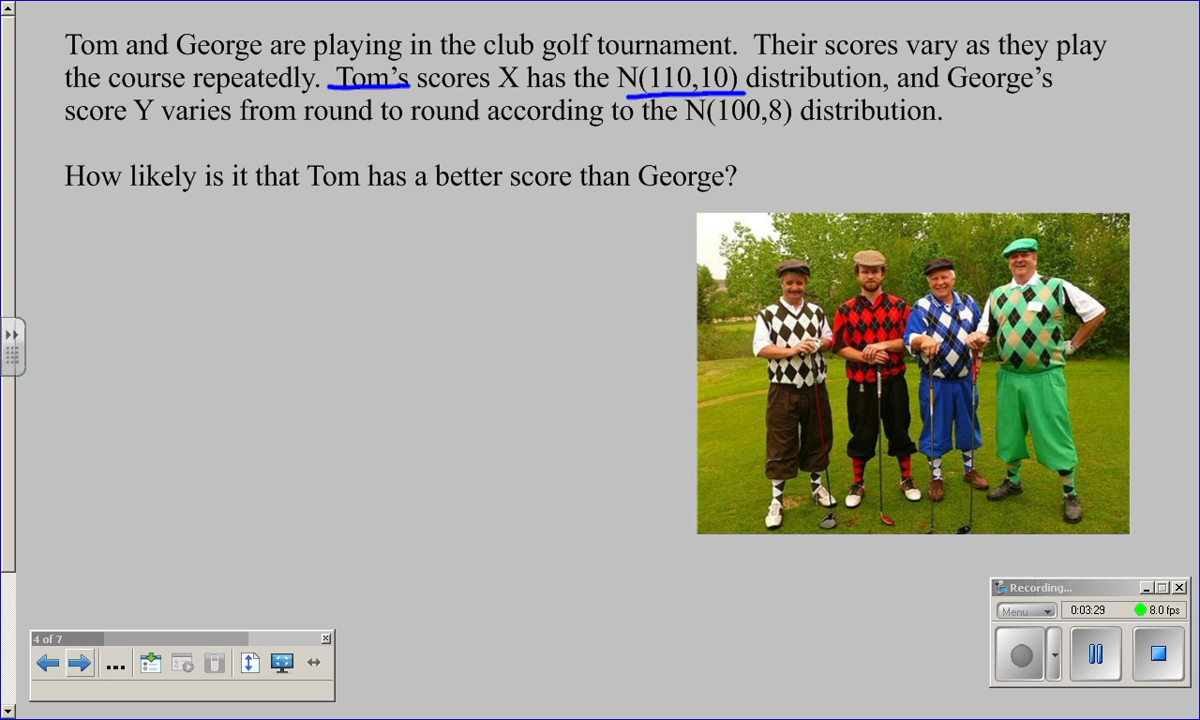 Tom and George are playing in the club golf tournament.  Their scores vary as they play
the course repeatedly.  Tom's scores X has the N(110,10) distribution, and George's
score Y varies from round to round according to the N(100,8) distribution.
How likely is it that Tom has a better score than George?
Recording...
Menu
0:03:29
8.0 fps
4 of 7
...